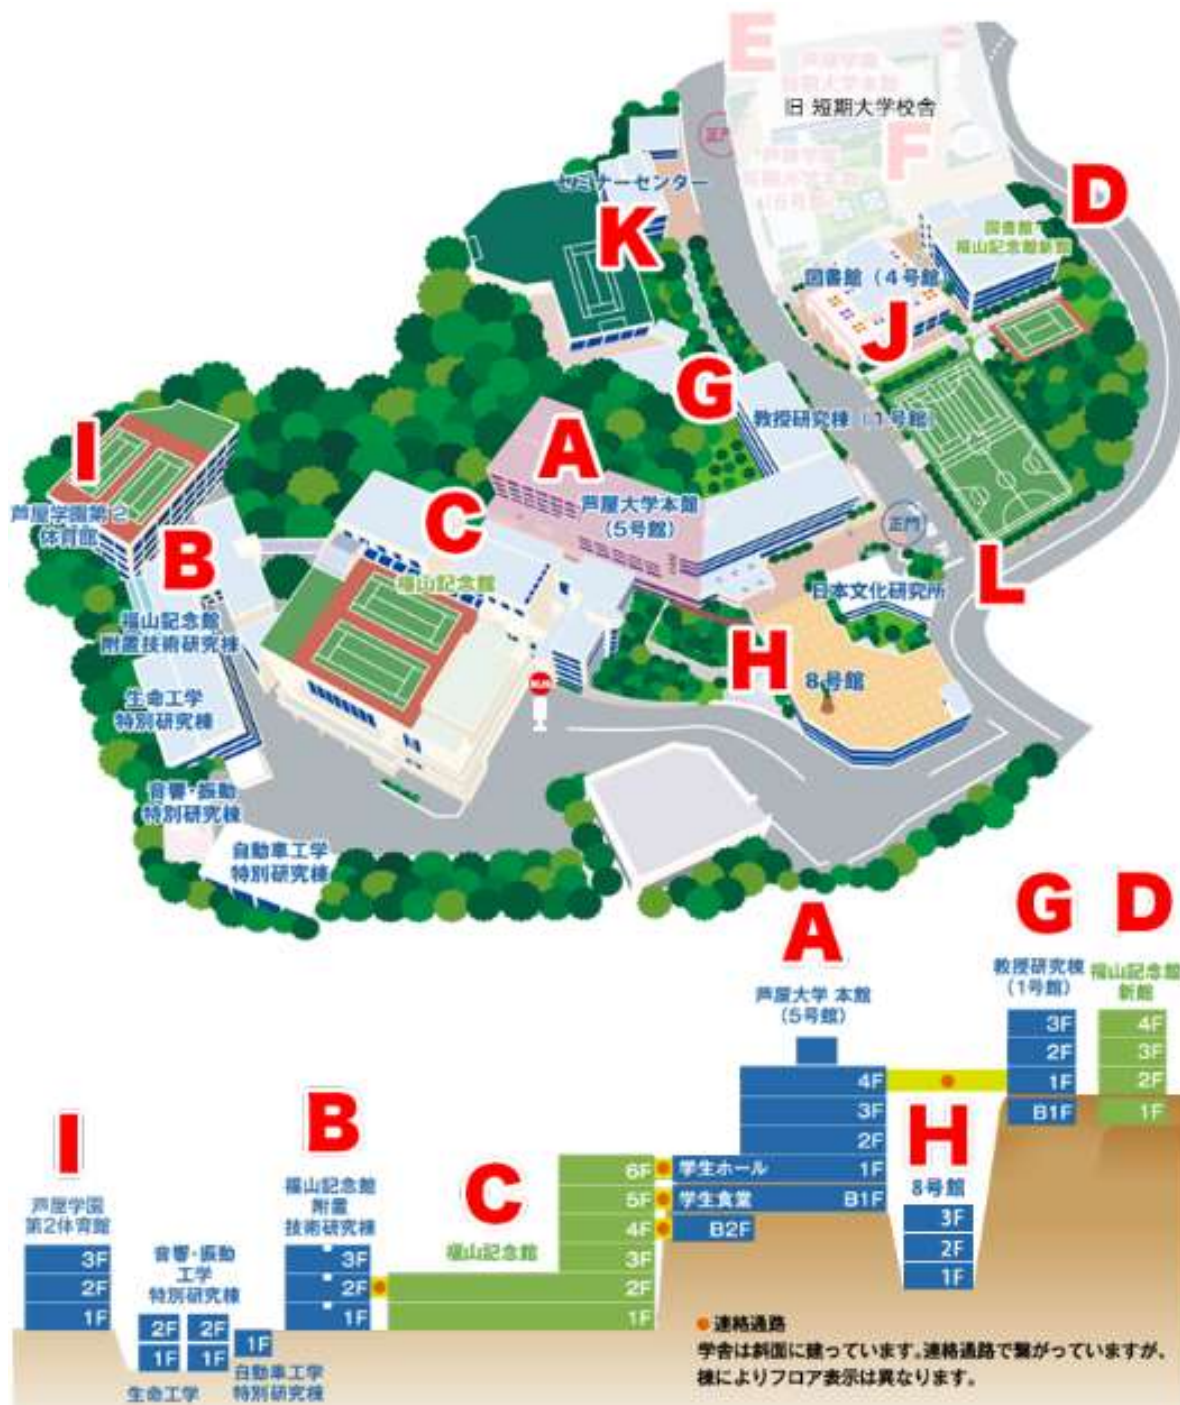 E
旧 短期大学校舎
正門
F
D
セミナーセンター
K
図書館
福山記念館新館
図書館（4号館）
J
G
教授研究棟（1号館）
A
I
芦屋大学本館
（5号館）
C
芦屋学園第2
体育館
正門
B
福山記念館
L
日本文化研究所
福山記念館
附置技術研究棟
H
8号館
生命工学
特別研究棟
音響・振動
特別研究棟
自動車工学
特別研究棟
A
G
D
教授研究棟
（1号館）
福山記念館
新館
芦屋大学 本館
（5号館）
3F
2F
1F
B1F
4F
3F
2F
1F
4F
3F
2F
1F
B1F
学生ホール
学生食堂
B2F
H
8号館
3F
2F
1F
I
芦屋学園
第2体育館
3F
2F
1F
音響・振動
工学
特別研究棟
2F
2F
1F
1F
1F
生命工学
自動車工学
特別研究棟
B
福山記念館
附置
技術研究棟
3F
2F
1F
C
福山記念館
6F
5F
4F
3F
2F
1F
連絡通路
学舎は斜面に建っています。連絡通路で繋がっていますが、
棟によりフロア表示は異なります。